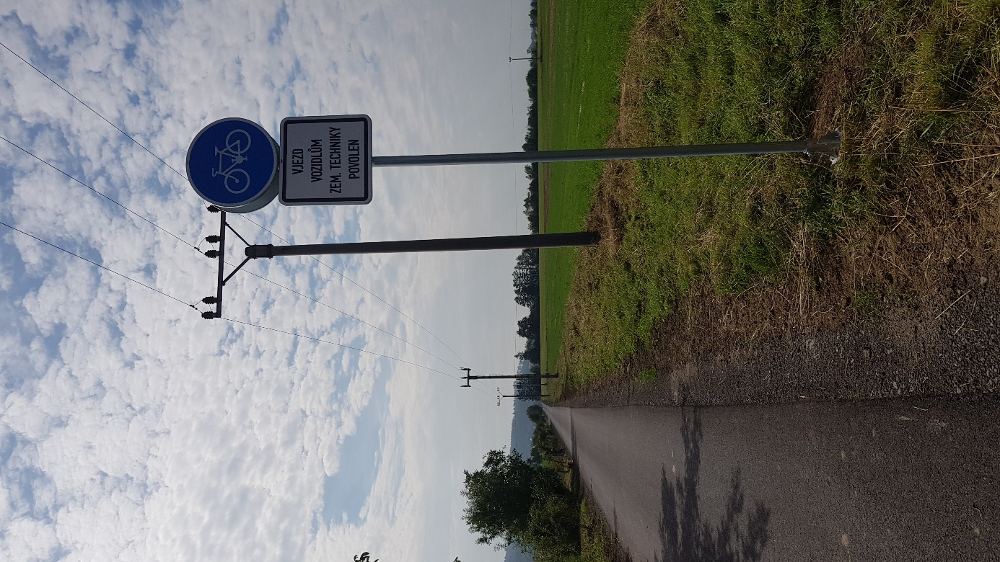 VJEZD
VOZIDLŮM
ZEM. TECHNIKY
POVOLEN